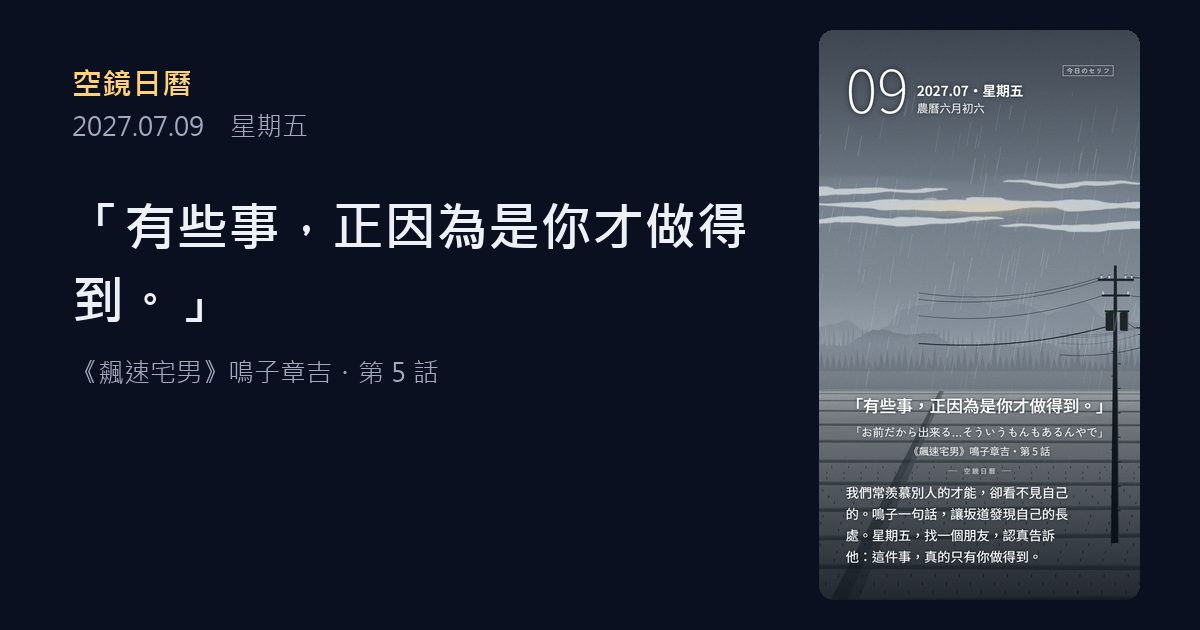 空鏡日曆
2027.07.09 星期五
「有些事，正因為是你才做得
到。」
《飆速宅男》鳴子章吉·第 5 話
今日のセリフ
09
2027.07·星期五
農曆六月初六
「有些事，正因為是你才做得到。」
「お前だから出来る...そういうもんもあるんやで」
《飆速宅男》鳴子章吉·第 5 話
— 空鏡日曆 —
我們常羨慕別人的才能，卻看不見自己
的。鳴子一句話，讓坂道發現自己的長
處。星期五，找一個朋友，認真告訴
他：這件事，真的只有你做得到。